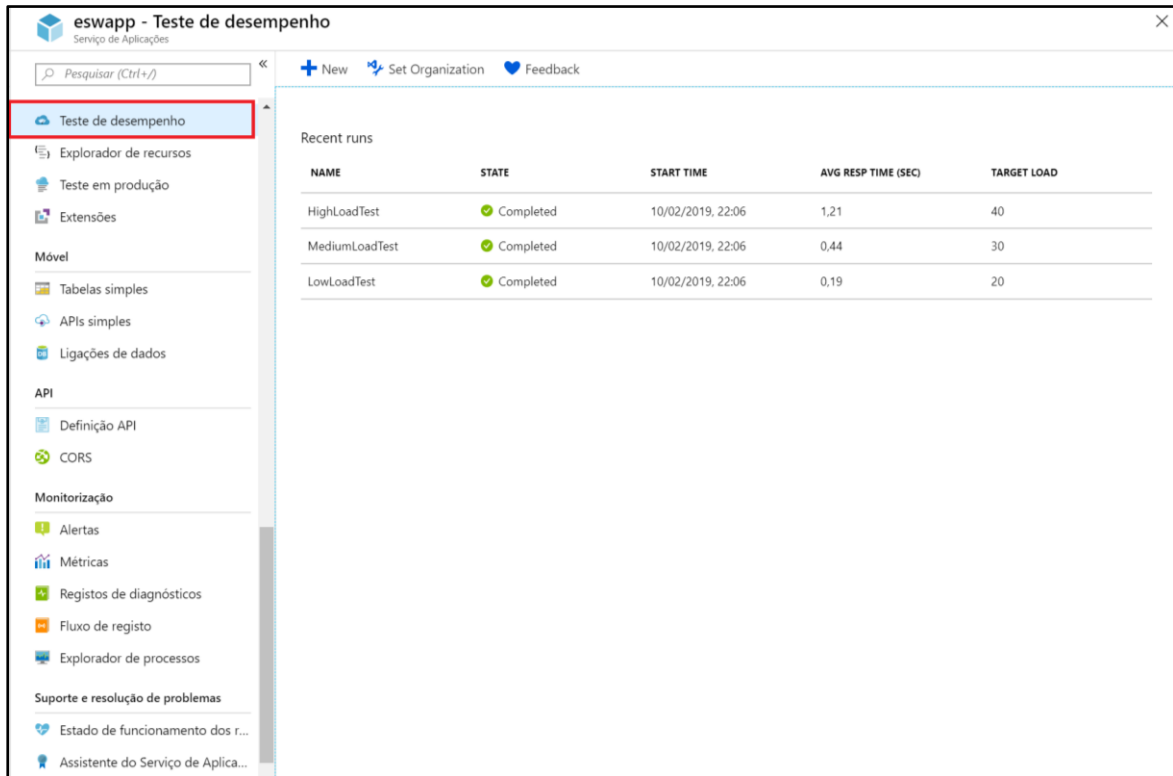 eswapp - Teste de desempenho
Serviço de Aplicações
Pesquisar (Ctrl+/)
Teste de desempenho
Explorador de recursos
Teste em produção
Extensões
Móvel
Tabelas simples
APIs simples
Ligações de dados
API
Definição API
CORS
Monitorização
Alertas
Métricas
Registos de diagnósticos
Fluxo de registo
Explorador de processos
Suporte e resolução de problemas
Estado de funcionamento dos r...
Assistente do Serviço de Aplica...
New Set Organization Feedback
Recent runs
NAME STATE START TIME AVG RESP TIME (SEC) TARGET LOAD
HighLoadTest Completed 10/02/2019, 22:06 1,21 40
MediumLoadTest Completed 10/02/2019, 22:06 0,44 30
LowLoadTest Completed 10/02/2019, 22:06 0,19 20